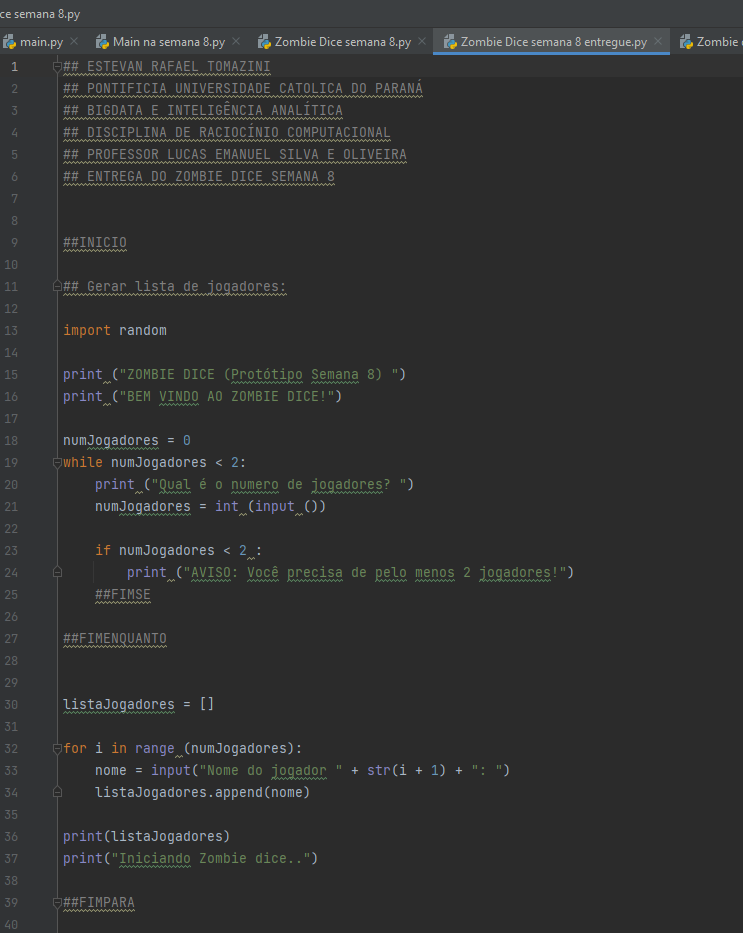 ce semana 8.py
main.py Main na semana 8.py Zombie Dice semana 8.py Zombie Dice semana 8 entregue.py Zombie
1 ## ESTEVAN RAFAEL TOMAZINI
2 ## PONTIFICIA UNIVERSIDADE CATOLICA DO PARANÁ
3 ## BIGDATA E INTELIGÊNCIA ANALÍTICA
4 ## DISCIPLINA DE RACIOCÍNIO COMPUTACIONAL
5 ## PROFESSOR LUCAS EMANUEL SILVA E OLIVEIRA
6 ## ENTREGA DO ZOMBIE DICE SEMANA 8
7
8
9 ##INICIO
10
11 ## Gerar lista de jogadores:
12
13 import random
14
15 print ("ZOMBIE DICE (Protótipo Semana 8) ")
16 print ("BEM VINDO AO ZOMBIE DICE!")
17
18 numJogadores = 0
19 while numJogadores < 2:
20     print ("Qual é o numero de jogadores? ")
21     numJogadores = int (input ())
22
23     if numJogadores < 2 :
24         print ("AVISO: Você precisa de pelo menos 2 jogadores!")
25     ##FIMSE
26
27 ##FIMENQUANTO
28
29
30 listaJogadores = []
31
32 for i in range (numJogadores):
33     nome = input("Nome do jogador " + str(i + 1) + ": ")
34     listaJogadores.append(nome)
35
36 print(listaJogadores)
37 print("Iniciando Zombie dice..")
38
39 ##FIMPARA
40